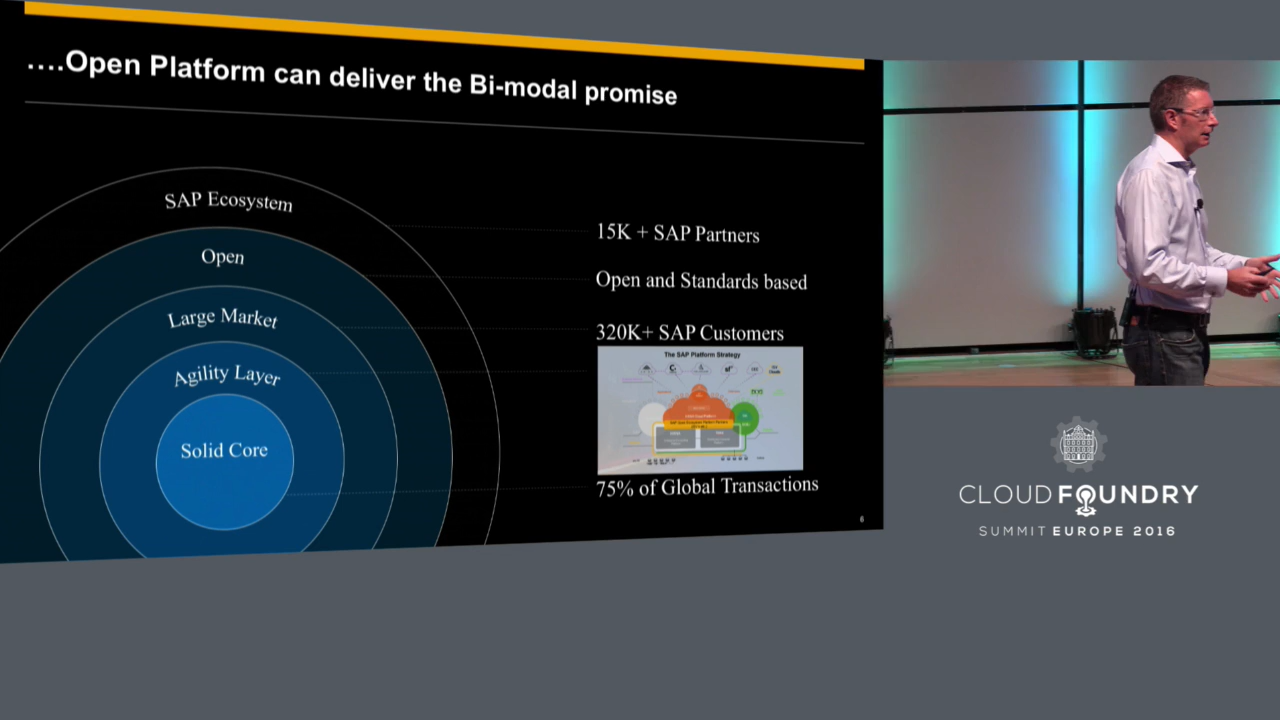 ….Open Platform can deliver the Bi-modal promise
SAP Ecosystem
Open
Large Market
Agility Layer
Solid Core
15K + SAP Partners
Open and Standards based
320K+ SAP Customers
The SAP Platform Strategy
75% of Global Transactions
6
CLOUD FOUNDRY
SUMMIT EUROPE 2016